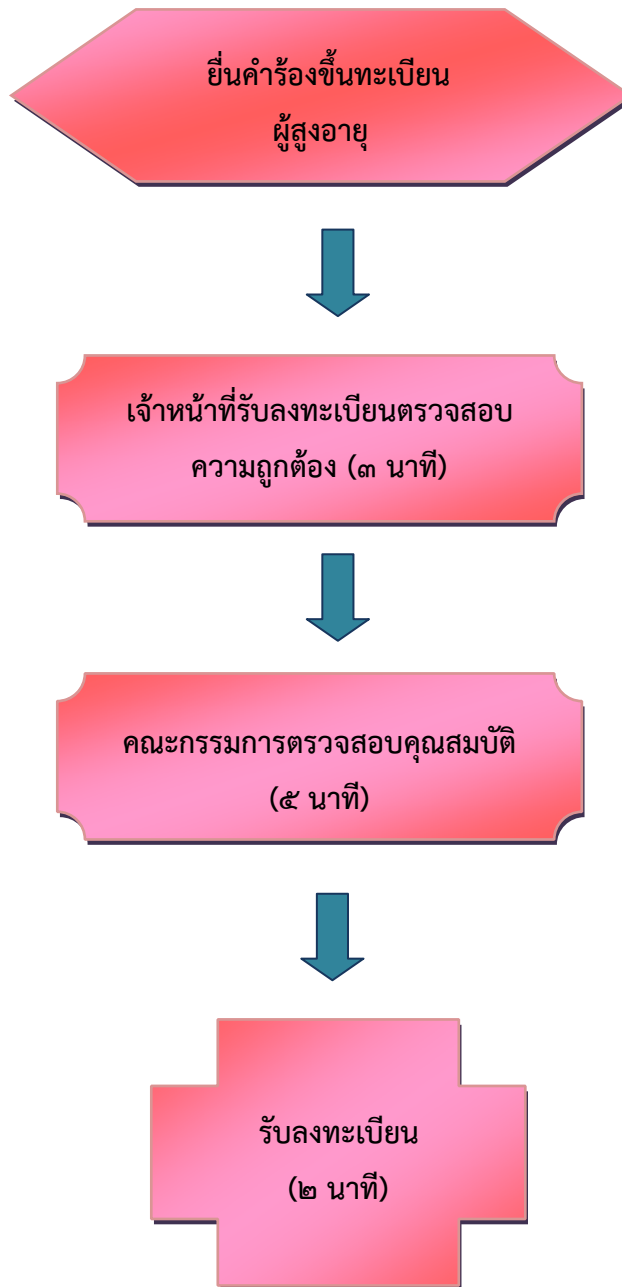 ยื่นคำร้องขึ้นทะเบียน
ผู้สูงอายุ
เจ้าหน้าที่รับลงทะเบียนตรวจสอบ
ความถูกต้อง (๓ นาที)
คณะกรรมการตรวจสอบคุณสมบัติ
(๕ นาที)
รับลงทะเบียน
(๒ นาที)